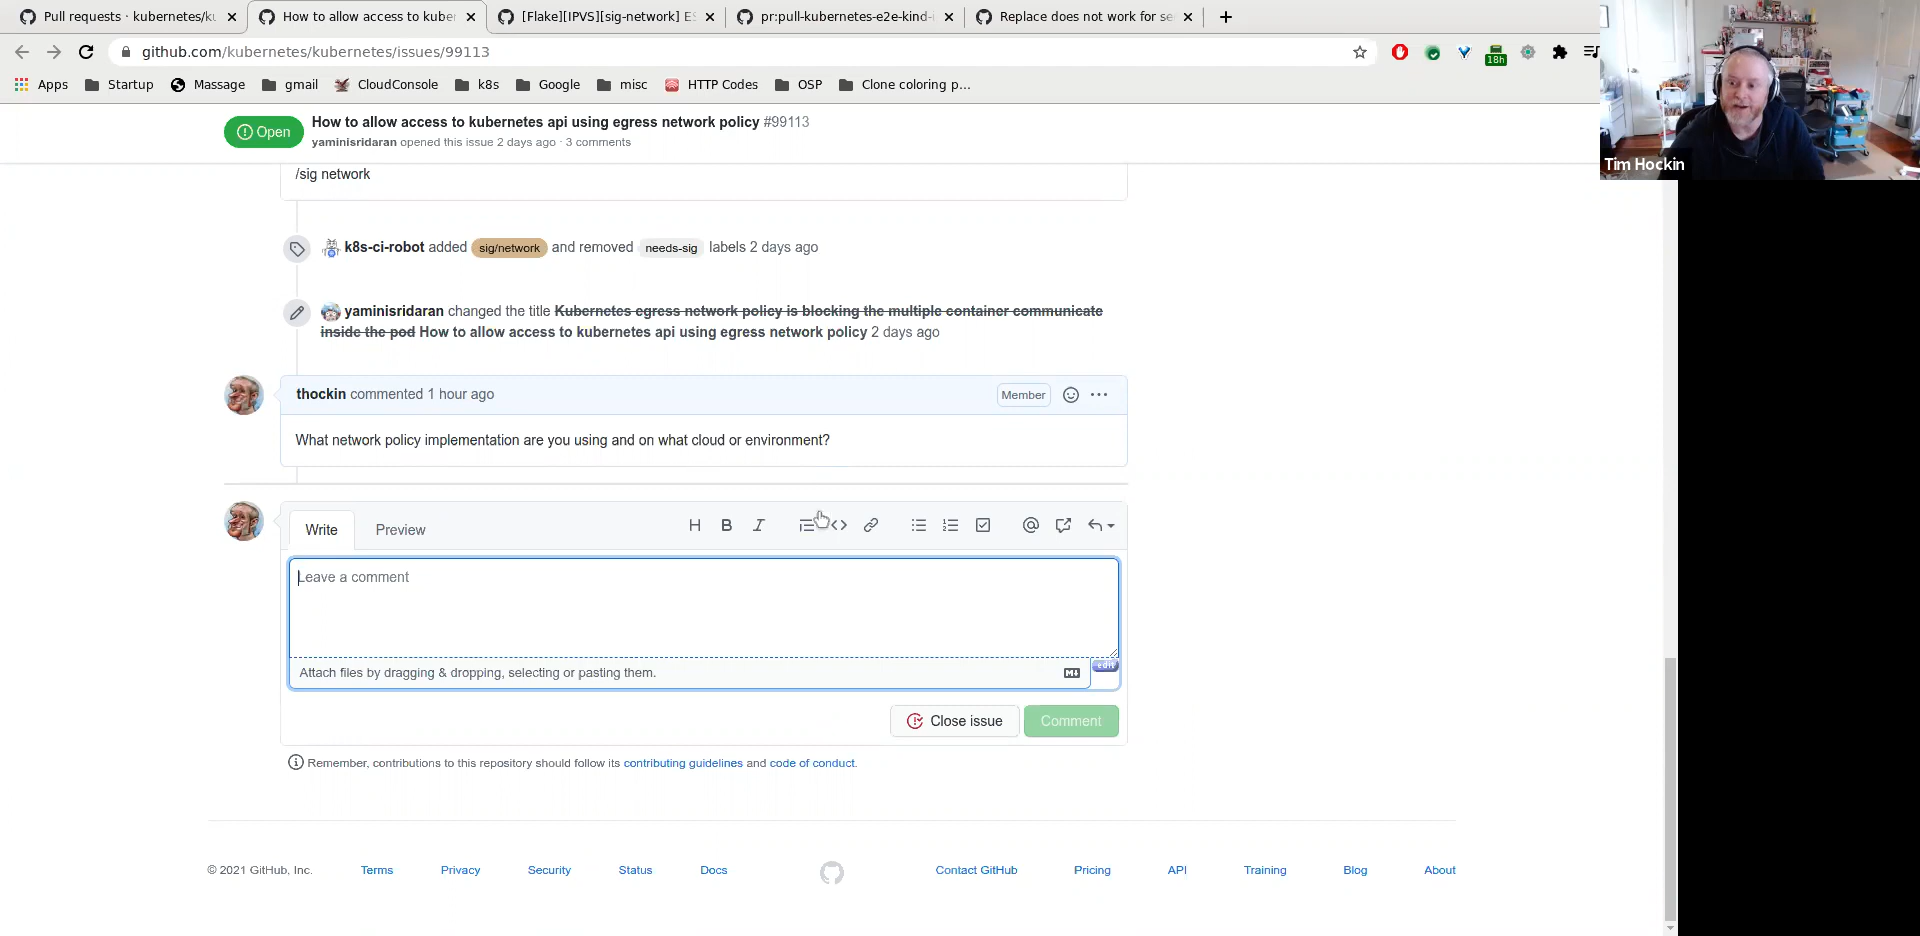 Pull requests · kubernetes/ku
How to allow access to kuber
[Flake][IPVS][sig-network] ES
pr:pull-kubernetes-e2e-kind-
Replace does not work for se
github.com/kubernetes/kubernetes/issues/99113
18h
Apps
Startup
Massage
gmail
CloudConsole
k8s
Google
misc
HTTP Codes
OSP
Clone coloring p...
Tim Hockin
Open
How to allow access to kubernetes api using egress network policy #99113
yaminisridaran opened this issue 2 days ago · 3 comments
/sig network
k8s-ci-robot added sig/network and removed needs-sig labels 2 days ago
yaminisridaran changed the title Kubernetes egress network policy is blocking the multiple container communicate
inside the pod How to allow access to kubernetes api using egress network policy 2 days ago
thockin commented 1 hour ago
Member
What network policy implementation are you using and on what cloud or environment?
Write
Preview
Leave a comment
Attach files by dragging & dropping, selecting or pasting them.
edit
Close issue
Comment
Remember, contributions to this repository should follow its contributing guidelines and code of conduct.
© 2021 GitHub, Inc.
Terms
Privacy
Security
Status
Docs
Contact GitHub
Pricing
API
Training
Blog
About